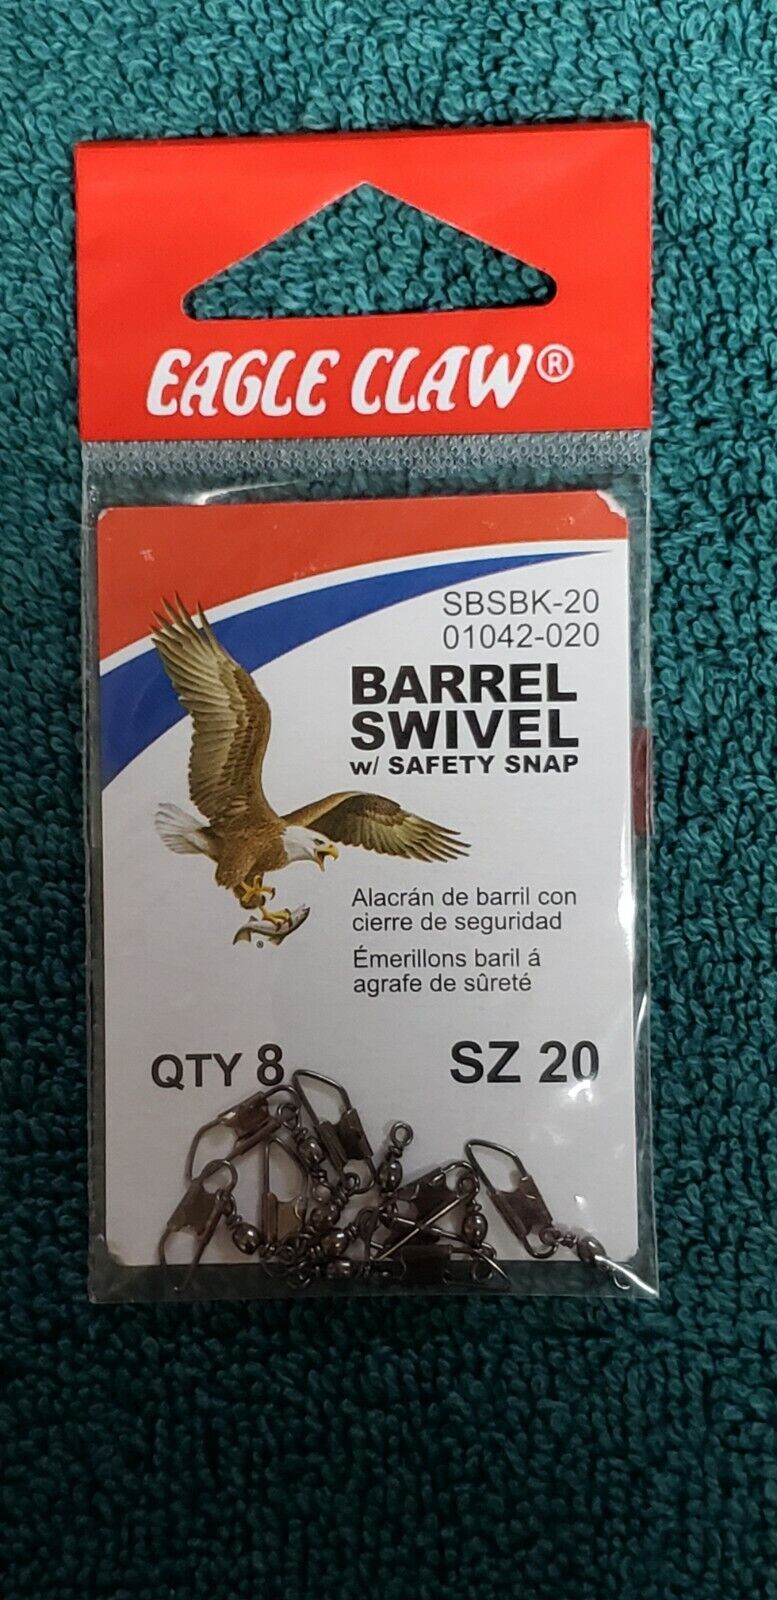 EAGLE CLAW®
SBSBK-20
01042-020
BARREL
SWIVEL
w/ SAFETY SNAP
Alacrán de barril con
cierre de seguridad
Émerillons baril á
agrafe de sûreté
®
QTY 8
SZ 20